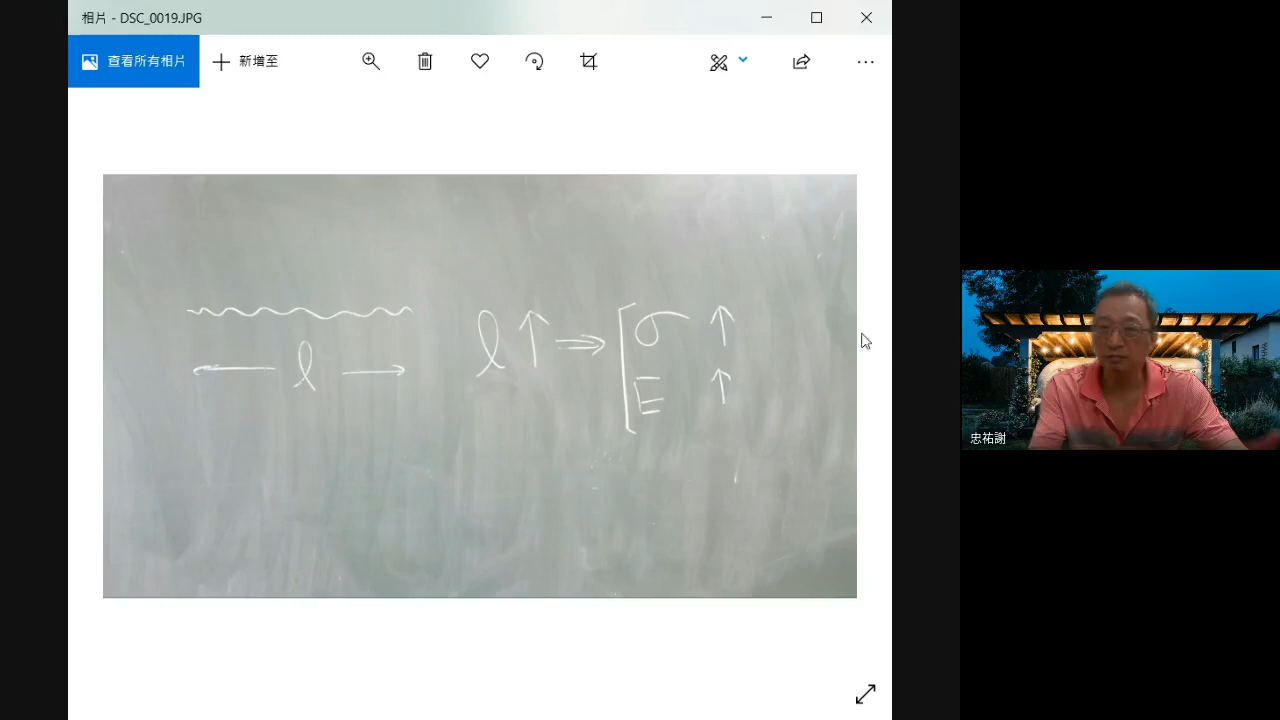 相片 - DSC_0019.JPG
查看所有相片
新增至
ℓ
ℓ ↑ ⇒ [ σ ↑
E ↑
忠祐謝